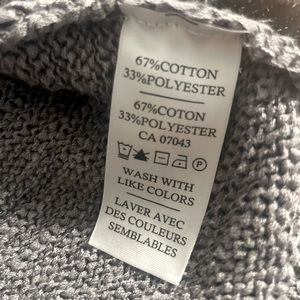 67%COTTON
33%POLYESTER
67%COTON
33%POLYESTER
CA 07043
P
WASH WITH
LIKE COLORS
LAVER AVEC
DES COULEURS
SEMBLABLES